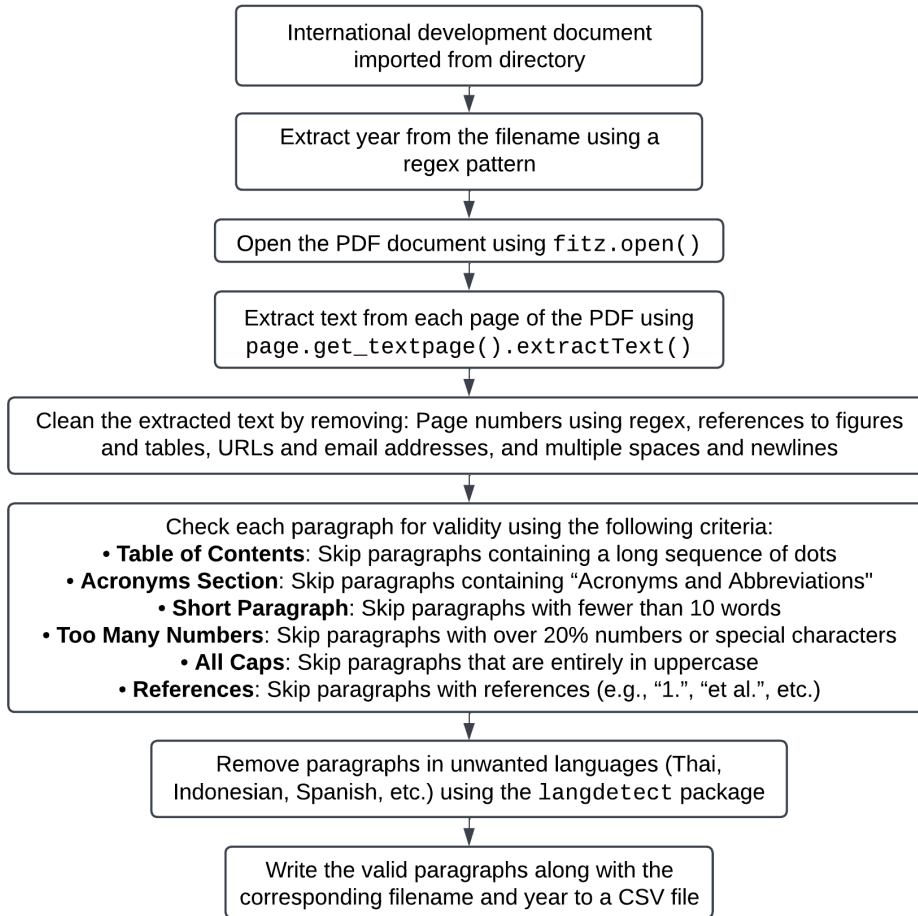 International development document
imported from directory
Extract year from the filename using a
regex pattern
Open the PDF document using fitz.open()
Extract text from each page of the PDF using
page.get_textpage().extractText()
Clean the extracted text by removing: Page numbers using regex, references to figures
and tables, URLs and email addresses, and multiple spaces and newlines
Check each paragraph for validity using the following criteria:
• Table of Contents: Skip paragraphs containing a long sequence of dots
• Acronyms Section: Skip paragraphs containing “Acronyms and Abbreviations"
• Short Paragraph: Skip paragraphs with fewer than 10 words
• Too Many Numbers: Skip paragraphs with over 20% numbers or special characters
• All Caps: Skip paragraphs that are entirely in uppercase
• References: Skip paragraphs with references (e.g., “1.”, “et al.”, etc.)
Remove paragraphs in unwanted languages (Thai,
Indonesian, Spanish, etc.) using the langdetect package
Write the valid paragraphs along with the
corresponding filename and year to a CSV file